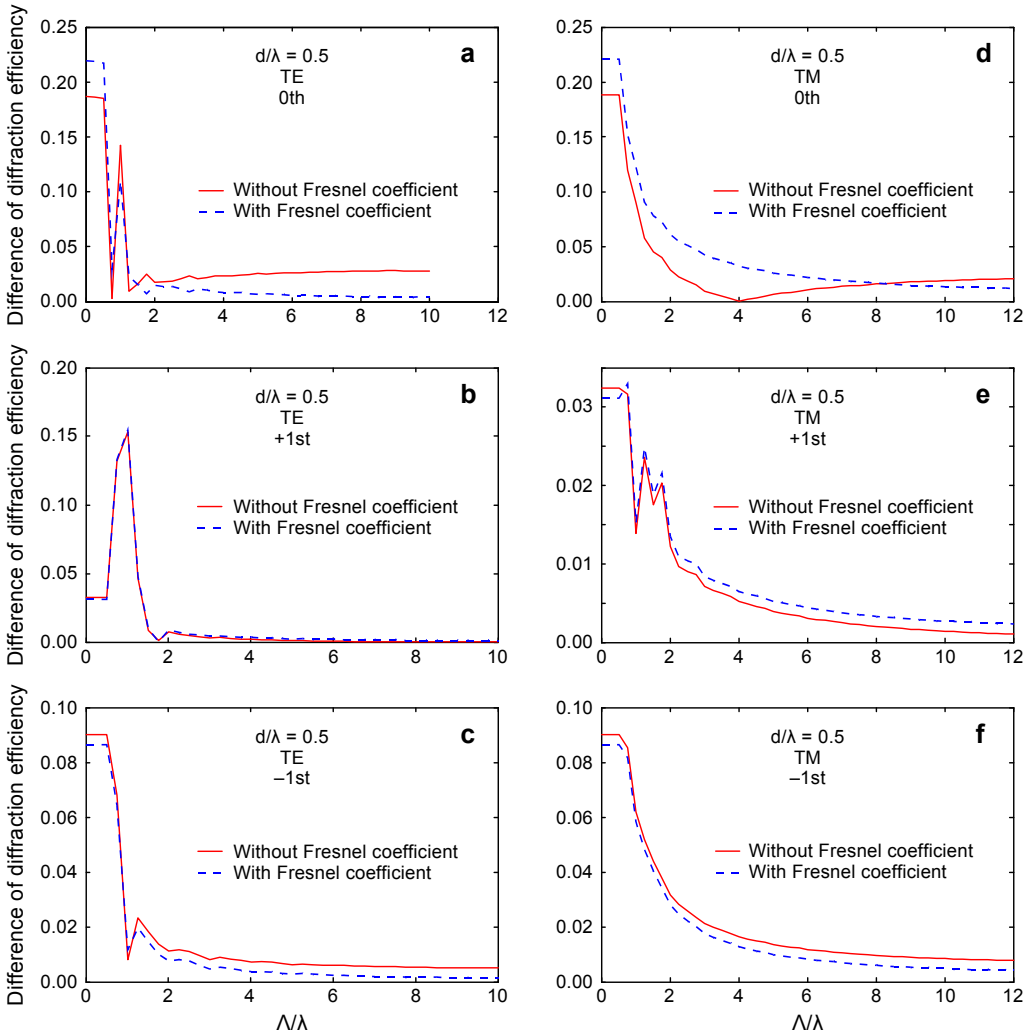 Difference of diffraction efficiency
0.25
0.20
0.15
0.10
0.05
0.00
0
2
4
6
8
10
12
d/λ = 0.5
TE
0th
a
Without Fresnel coefficient
With Fresnel coefficient
0.25
0.20
0.15
0.10
0.05
0.00
0
2
4
6
8
10
12
d/λ = 0.5
TM
0th
d
Without Fresnel coefficient
With Fresnel coefficient
Difference of diffraction efficiency
0.20
0.15
0.10
0.05
0.00
0
2
4
6
8
10
d/λ = 0.5
TE
+1st
b
Without Fresnel coefficient
With Fresnel coefficient
0.03
0.02
0.01
0.00
0
2
4
6
8
10
12
d/λ = 0.5
TM
+1st
e
Without Fresnel coefficient
With Fresnel coefficient
Difference of diffraction efficiency
0.10
0.08
0.06
0.04
0.02
0.00
0
2
4
6
8
10
Λ/λ
d/λ = 0.5
TE
–1st
c
Without Fresnel coefficient
With Fresnel coefficient
0.10
0.08
0.06
0.04
0.02
0.00
0
2
4
6
8
10
12
Λ/λ
d/λ = 0.5
TM
–1st
f
Without Fresnel coefficient
With Fresnel coefficient